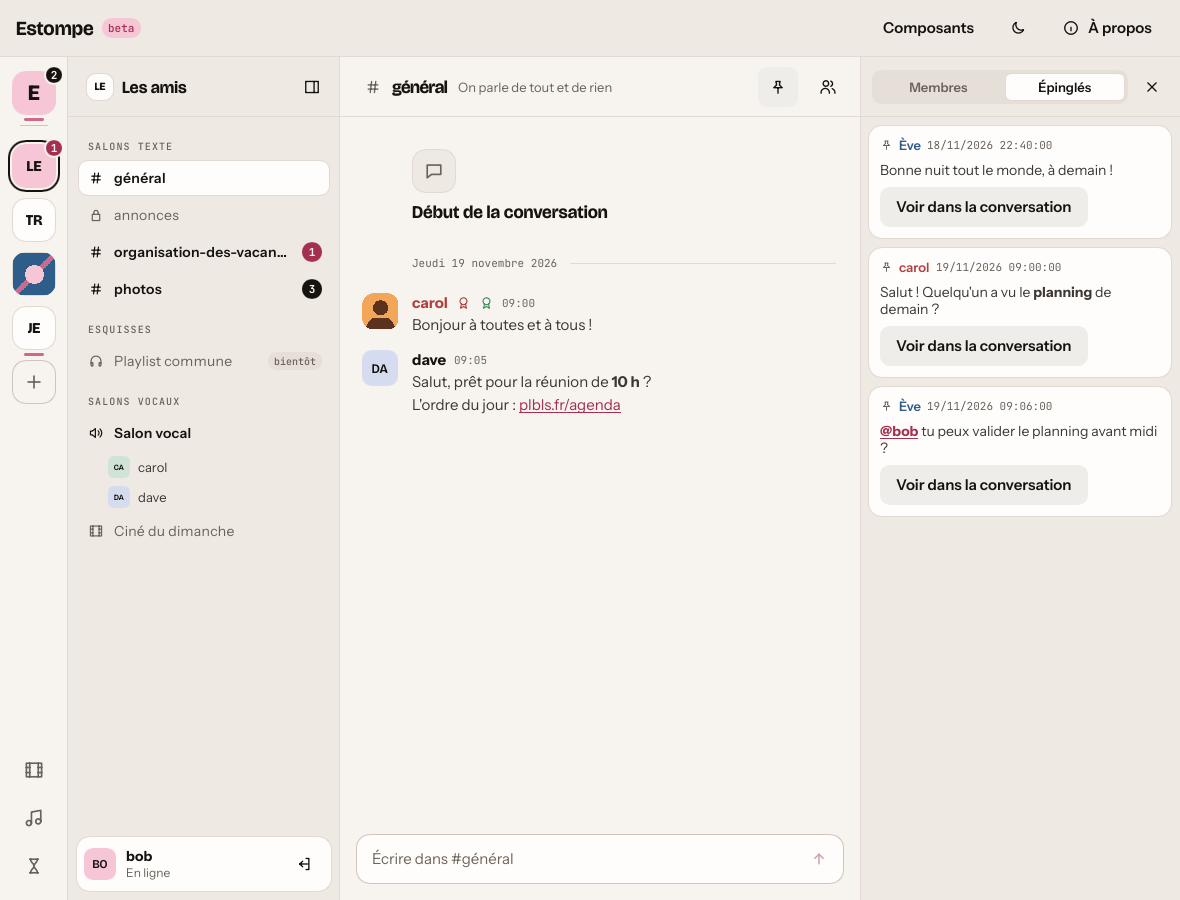 Estompe beta
Composants
À propos
E
2
LE
1
TR
JE
LE Les amis
SALONS TEXTE
# général
annonces
# organisation-des-vacan... 1
# photos 3
ESQUISSES
Playlist commune bientôt
SALONS VOCAUX
Salon vocal
CA carol
DA dave
Ciné du dimanche
BO bob
En ligne
# général On parle de tout et de rien
Début de la conversation
Jeudi 19 novembre 2026
carol 09:00
Bonjour à toutes et à tous !
DA dave 09:05
Salut, prêt pour la réunion de 10 h ?
L'ordre du jour : plbls.fr/agenda
Écrire dans #général
Membres Épinglés
Ève 18/11/2026 22:40:00
Bonne nuit tout le monde, à demain !
Voir dans la conversation
carol 19/11/2026 09:00:00
Salut ! Quelqu'un a vu le planning de
demain ?
Voir dans la conversation
Ève 19/11/2026 09:06:00
@bob tu peux valider le planning avant midi
?
Voir dans la conversation